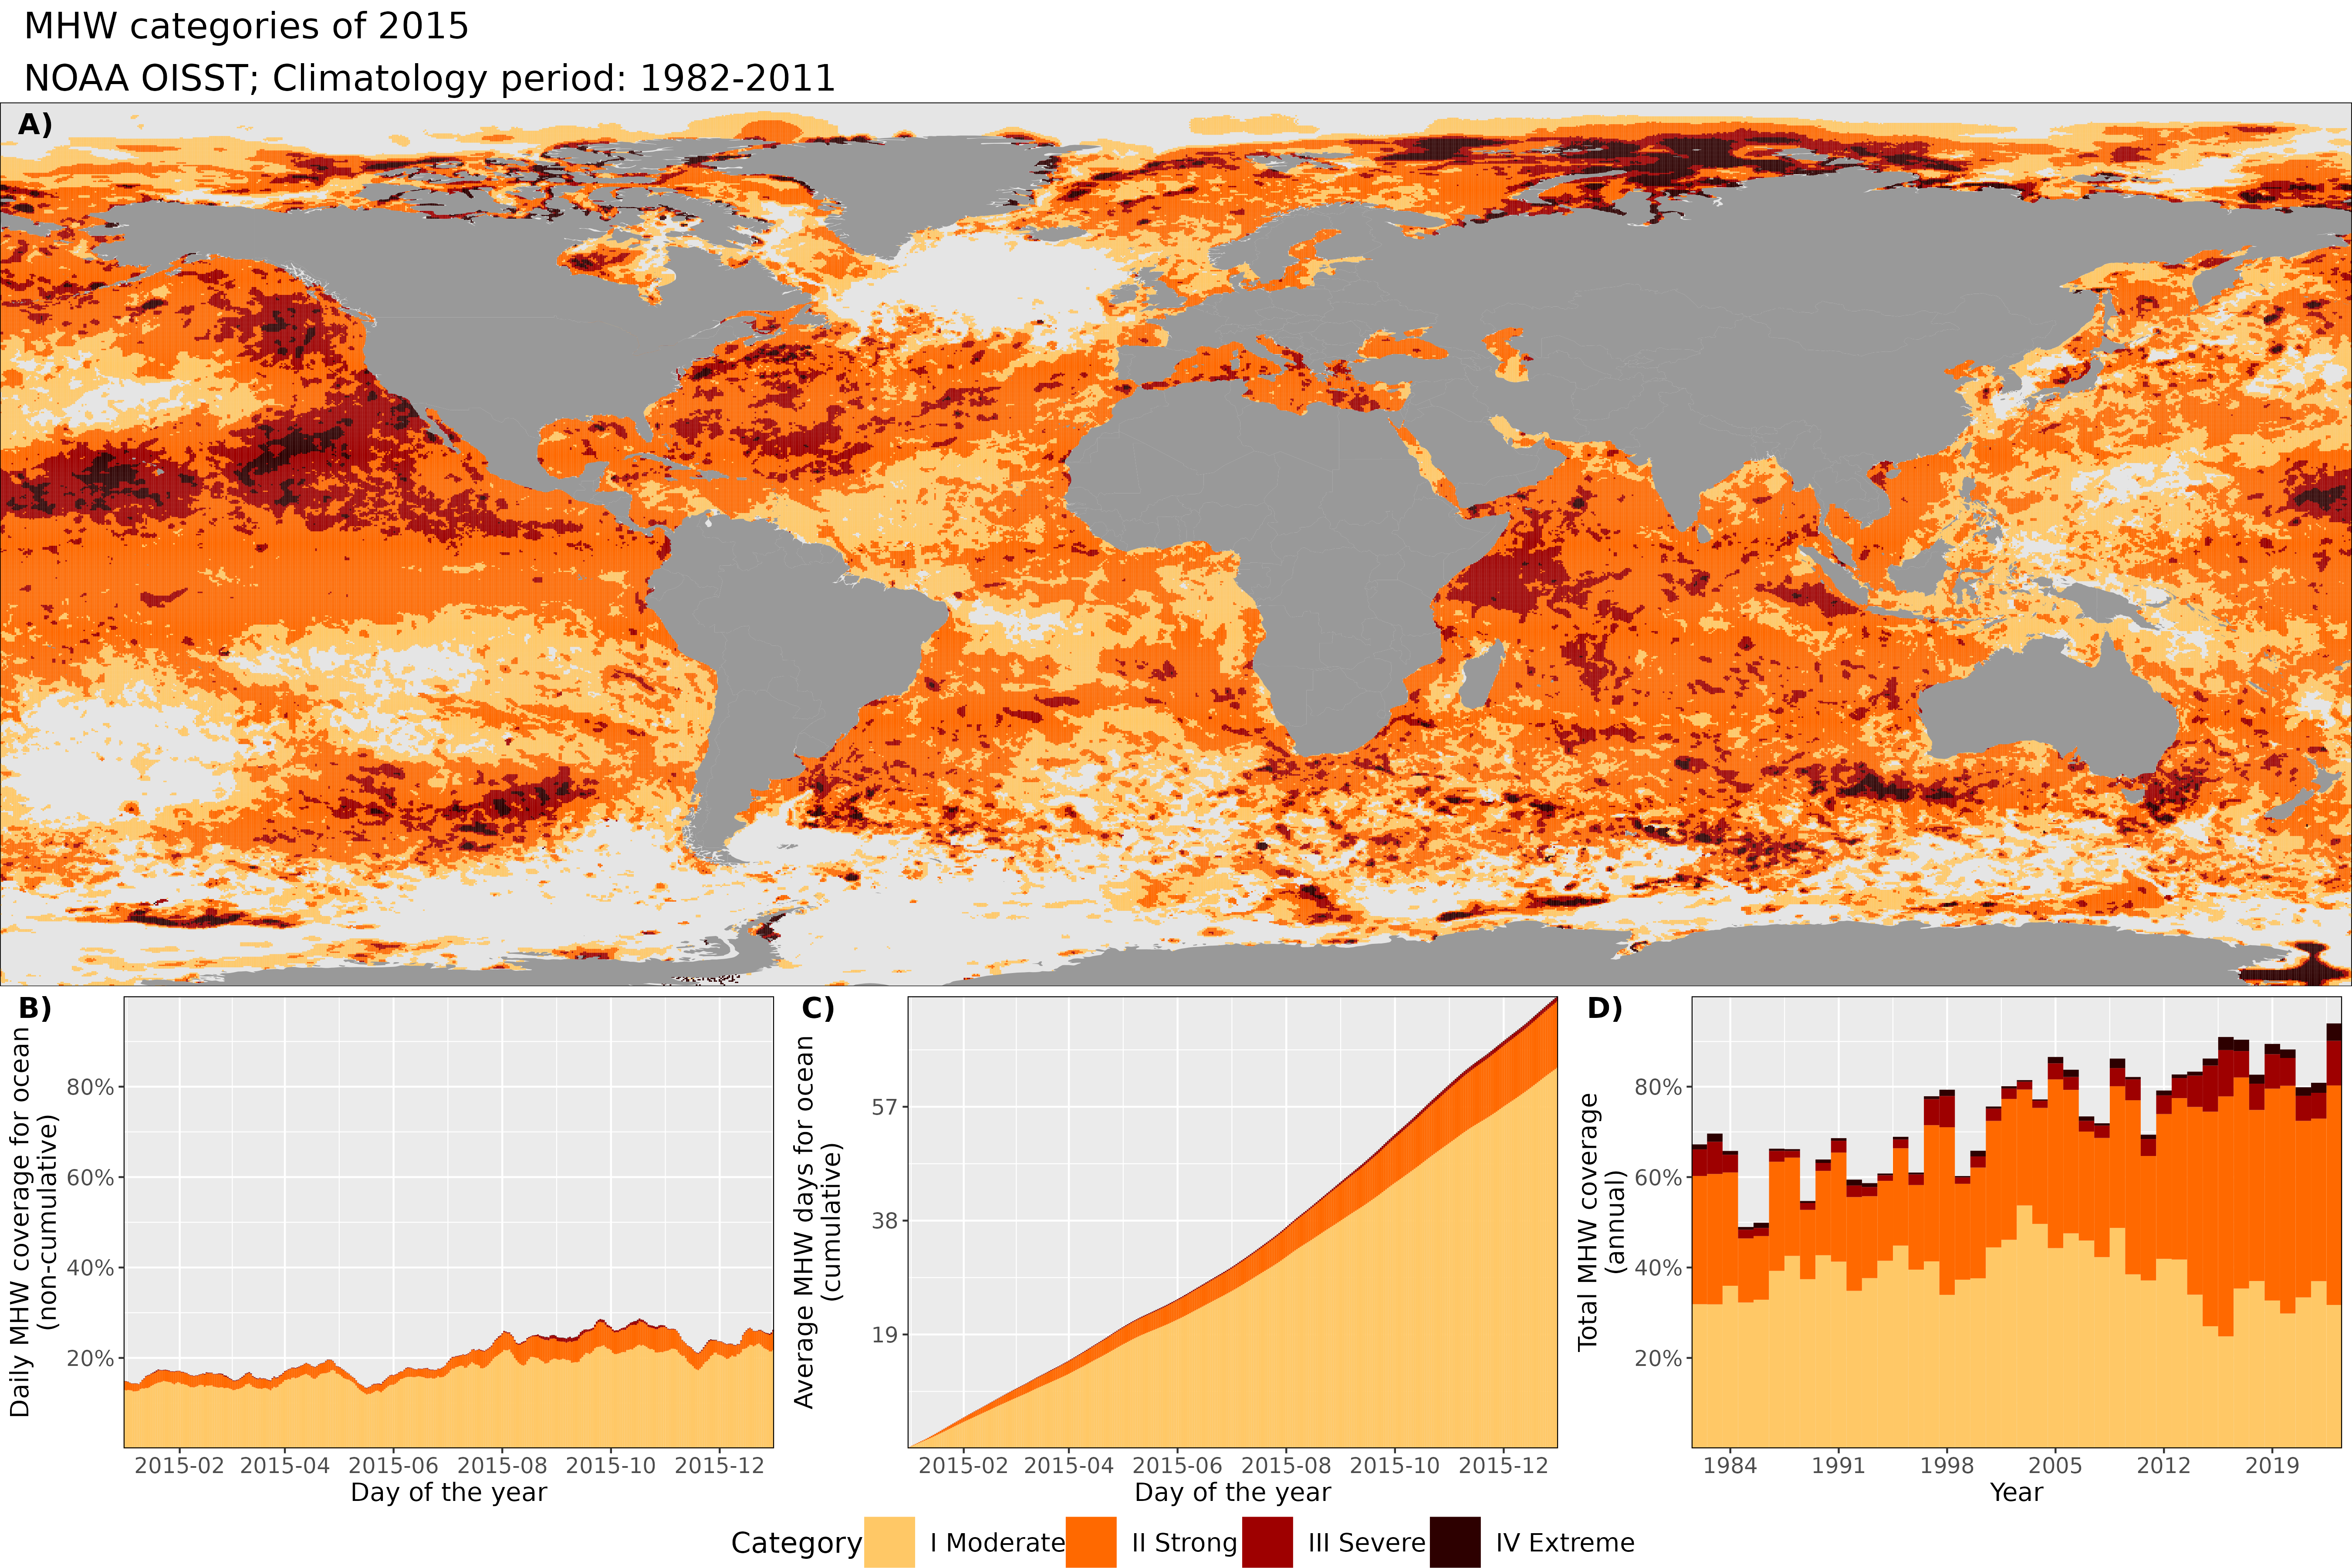 MHW categories of 2015
NOAA OISST; Climatology period: 1982-2011
A)
B)
Daily MHW coverage for ocean
(non-cumulative)
80%
60%
40%
20%
2015-02 2015-04 2015-06 2015-08 2015-10 2015-12
Day of the year
C)
Average MHW days for ocean
(cumulative)
57
38
19
2015-02 2015-04 2015-06 2015-08 2015-10 2015-12
Day of the year
D)
Total MHW coverage
(annual)
80%
60%
40%
20%
1984 1991 1998 2005 2012 2019
Year
Category I Moderate II Strong III Severe IV Extreme